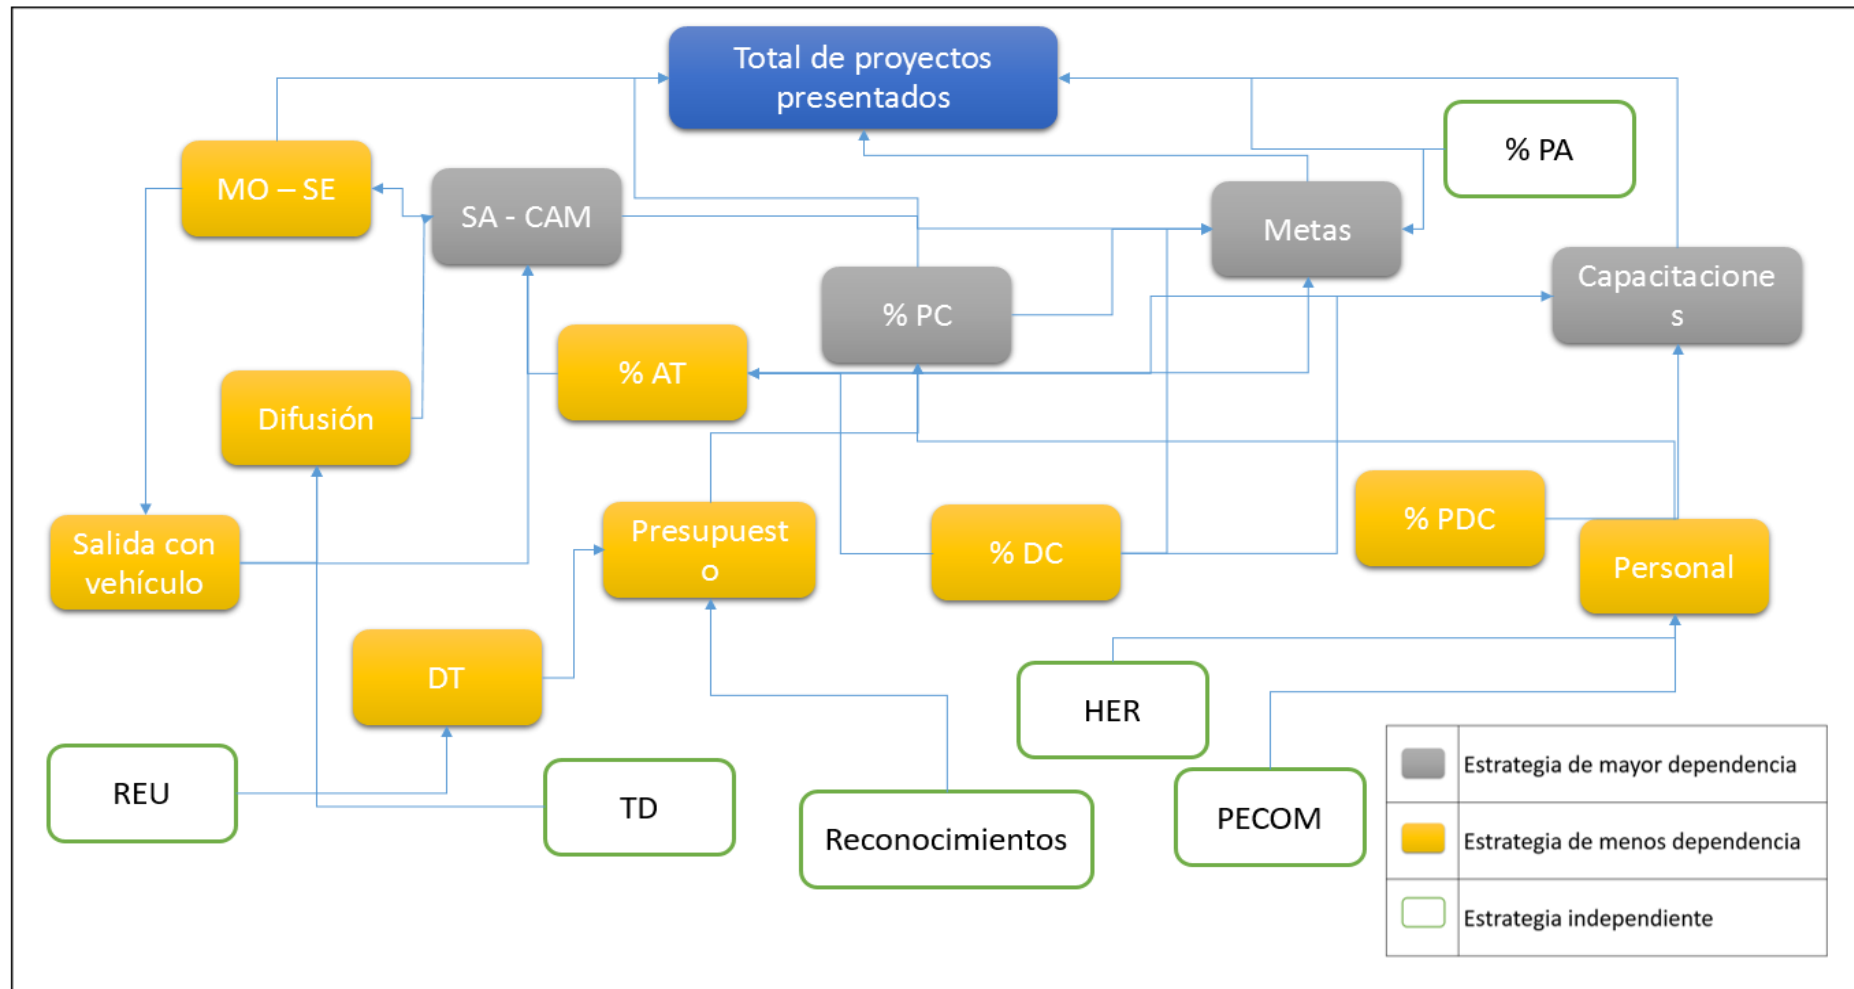 Total de proyectos
presentados
% PA
MO – SE
SA - CAM
Metas
Capacitacione
s
% PC
% AT
Difusión
% PDC
Salida con
vehículo
Presupuest
o
% DC
Personal
DT
HER
REU
TD
Reconocimientos
PECOM
Estrategia de mayor dependencia
Estrategia de menos dependencia
Estrategia independiente